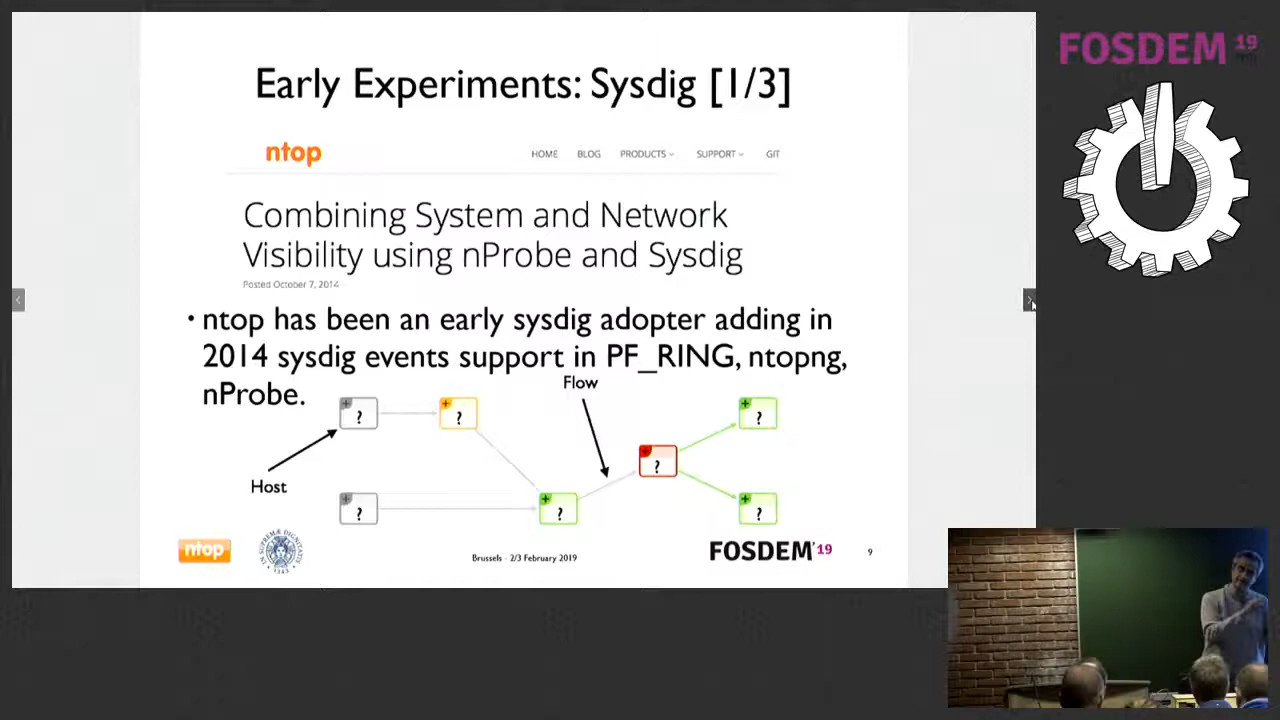 Early Experiments: Sysdig [1/3]
FOSDEM 19
ntop
HOME BLOG PRODUCTS SUPPORT GIT
Combining System and Network
Visibility using nProbe and Sysdig
Posted October 7, 2014
• ntop has been an early sysdig adopter adding in
2014 sysdig events support in PF_RING, ntopng,
nProbe.
Flow
? ? ?
?
Host
? ? ?
ntop
Brussels - 2/3 February 2019
FOSDEM'19
9